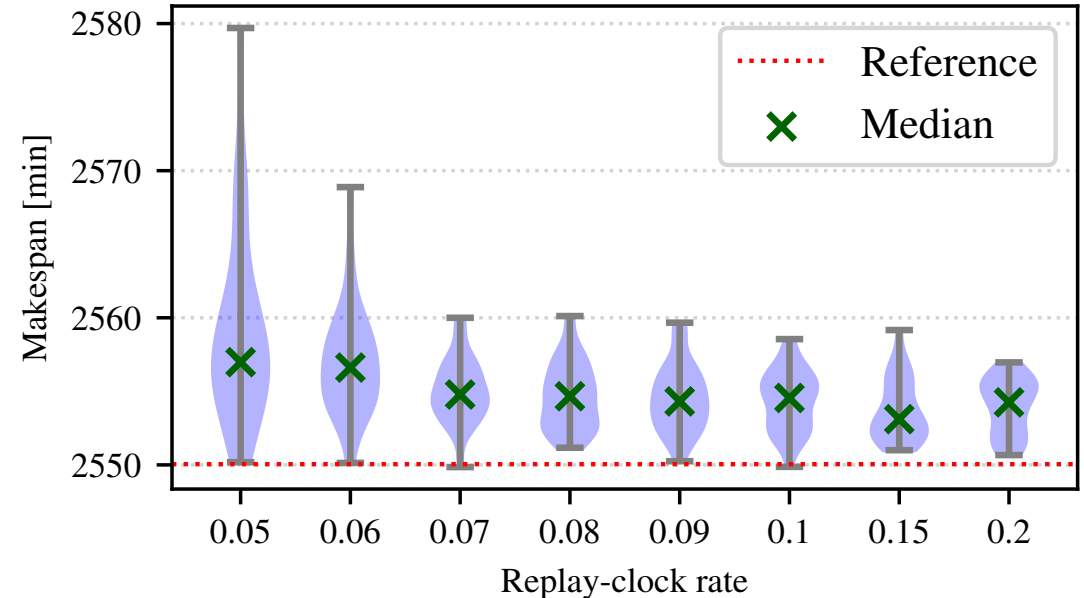 2580
2570
2560
2550
Makespan [min]
Reference
Median
0.05 0.06 0.07 0.08 0.09 0.1 0.15 0.2
Replay-clock rate